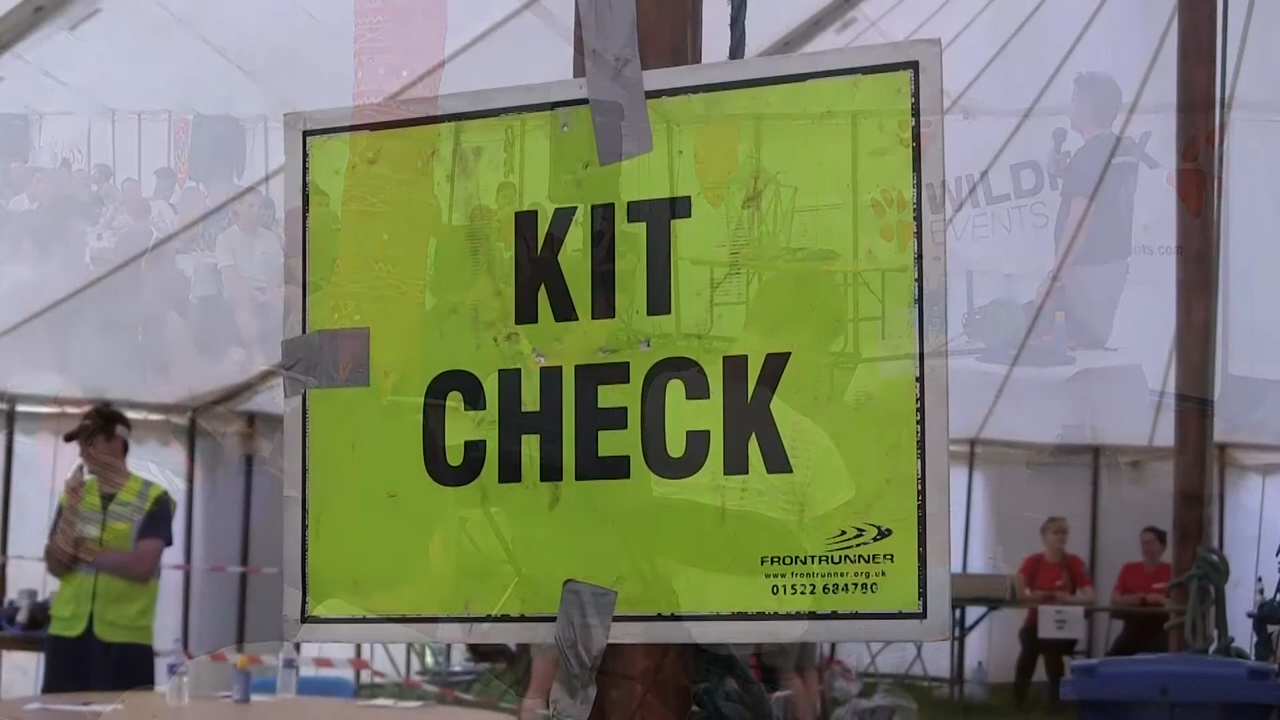 KIT
CHECK
FRONTRUNNER
www.frontrunner.org.uk
01522 684780
WILD
EVENTS